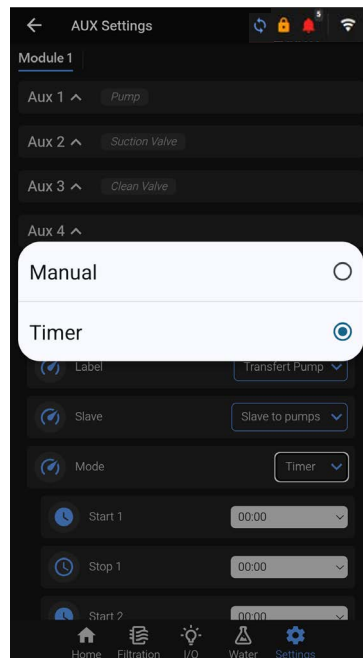 AUX Settings
5
Module 1
Aux 1
Pump
Aux 2
Suction Valve
Aux 3
Clean Valve
Aux 4
Manual
Timer
Label
Transfert Pump
Slave
Slave to pumps
Mode
Timer
Start 1
00:00
Stop 1
00:00
Start 2
00:00
Home Filtration I/O Water Settings